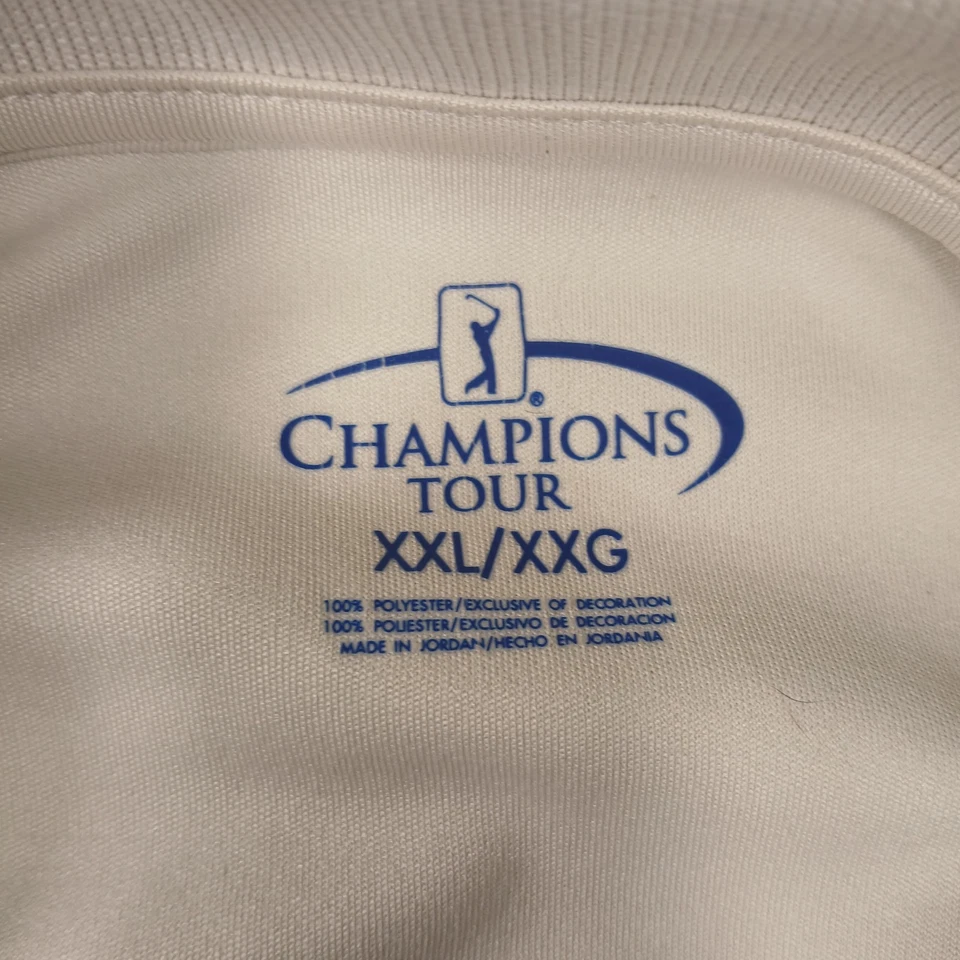 ®
CHAMPIONS
TOUR
XXL/XXG
100% POLYESTER/EXCLUSIVE OF DECORATION
100% POLIESTER/EXCLUSIVO DE DECORACION
MADE IN JORDAN/HECHO EN JORDANIA